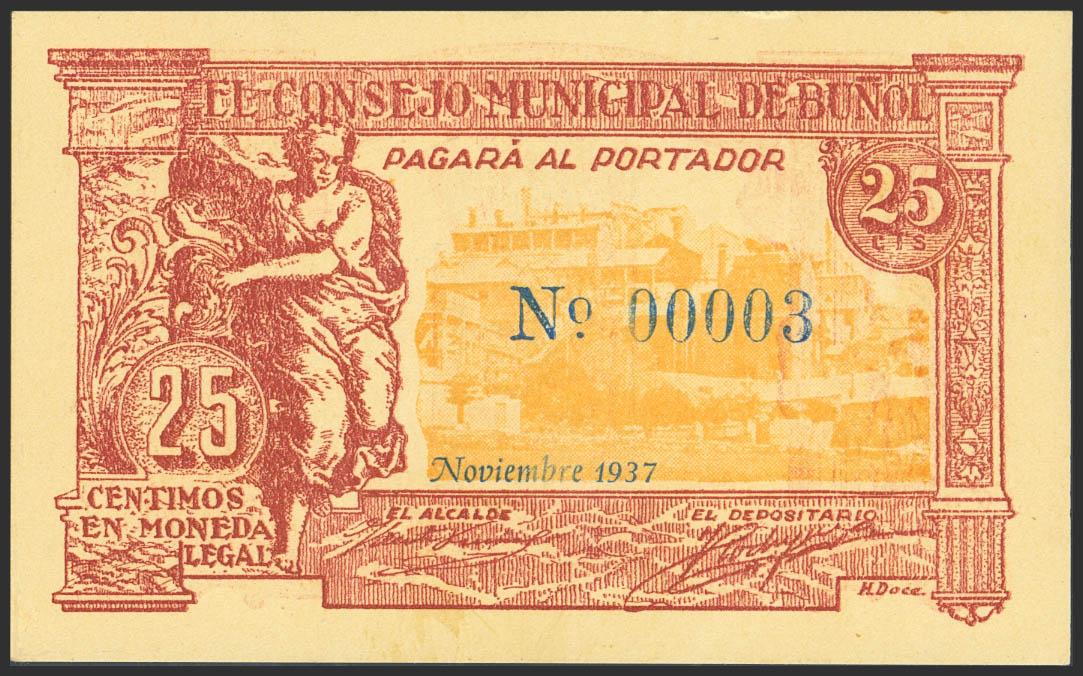 EL CONSEJO MUNICIPAL DE BUÑOL
PAGARÁ AL PORTADOR
25
CTS
Nº 00003
25
Noviembre 1937
CENTIMOS
EN MONEDA
LEGAL
EL ALCALDE
EL DEPOSITARIO
H. Doce.